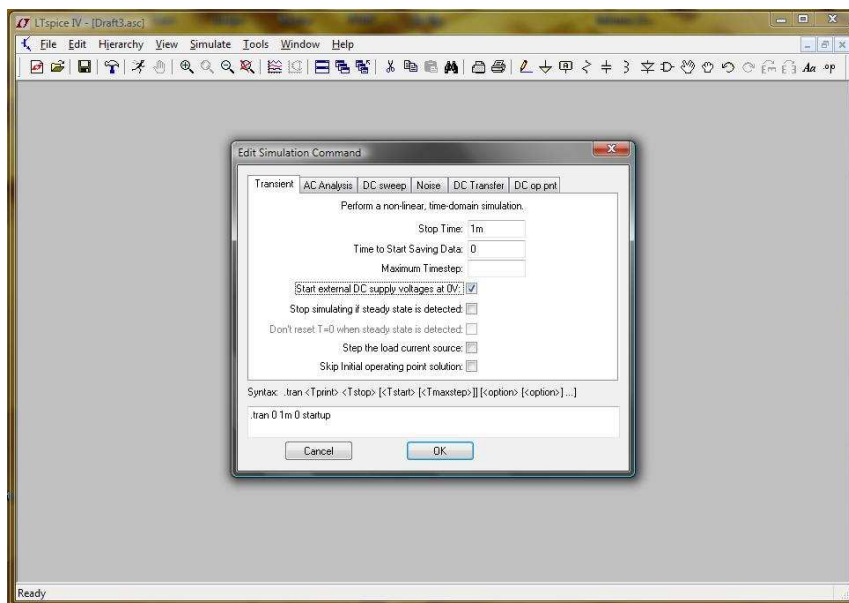 LTspice IV - [Draft3.asc]
File Edit Hierarchy View Simulate Tools Window Help
Aa .op
Edit Simulation Command
Transient AC Analysis DC sweep Noise DC Transfer DC op pnt
Perform a non-linear, time-domain simulation.
Stop Time: 1m
Time to Start Saving Data: 0
Maximum Timestep:
Start external DC supply voltages at 0V:
Stop simulating if steady state is detected:
Don't reset T=0 when steady state is detected:
Step the load current source:
Skip Initial operating point solution:
Syntax: .tran <Tprint> <Tstop> [<Tstart> [<Tmaxstep>]] [<option> [<option>] ...]
.tran 0 1m 0 startup
Cancel OK
Ready